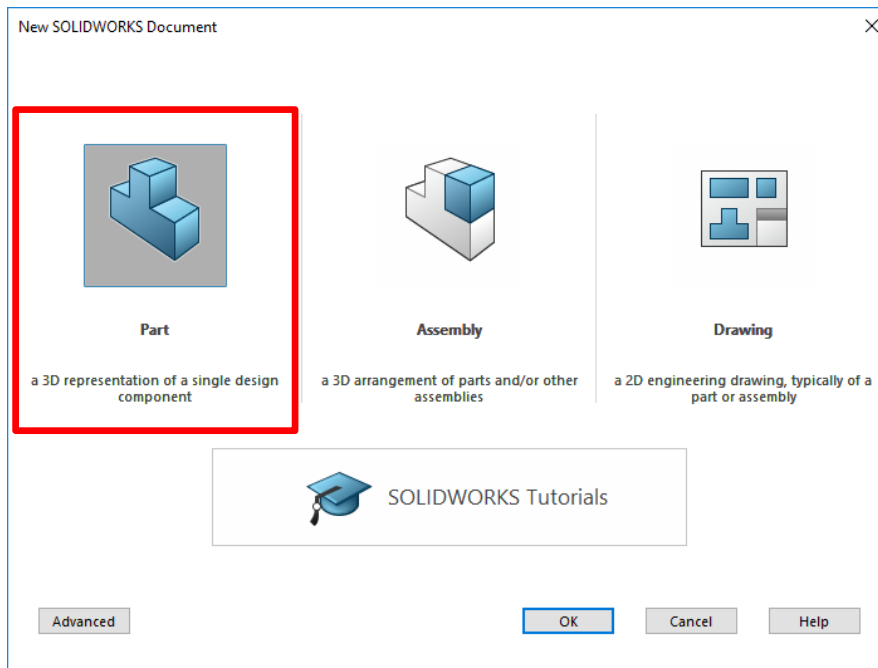 New SOLIDWORKS Document
Part
a 3D representation of a single design
component
Assembly
a 3D arrangement of parts and/or other
assemblies
Drawing
a 2D engineering drawing, typically of a
part or assembly
SOLIDWORKS Tutorials
Advanced
OK
Cancel
Help